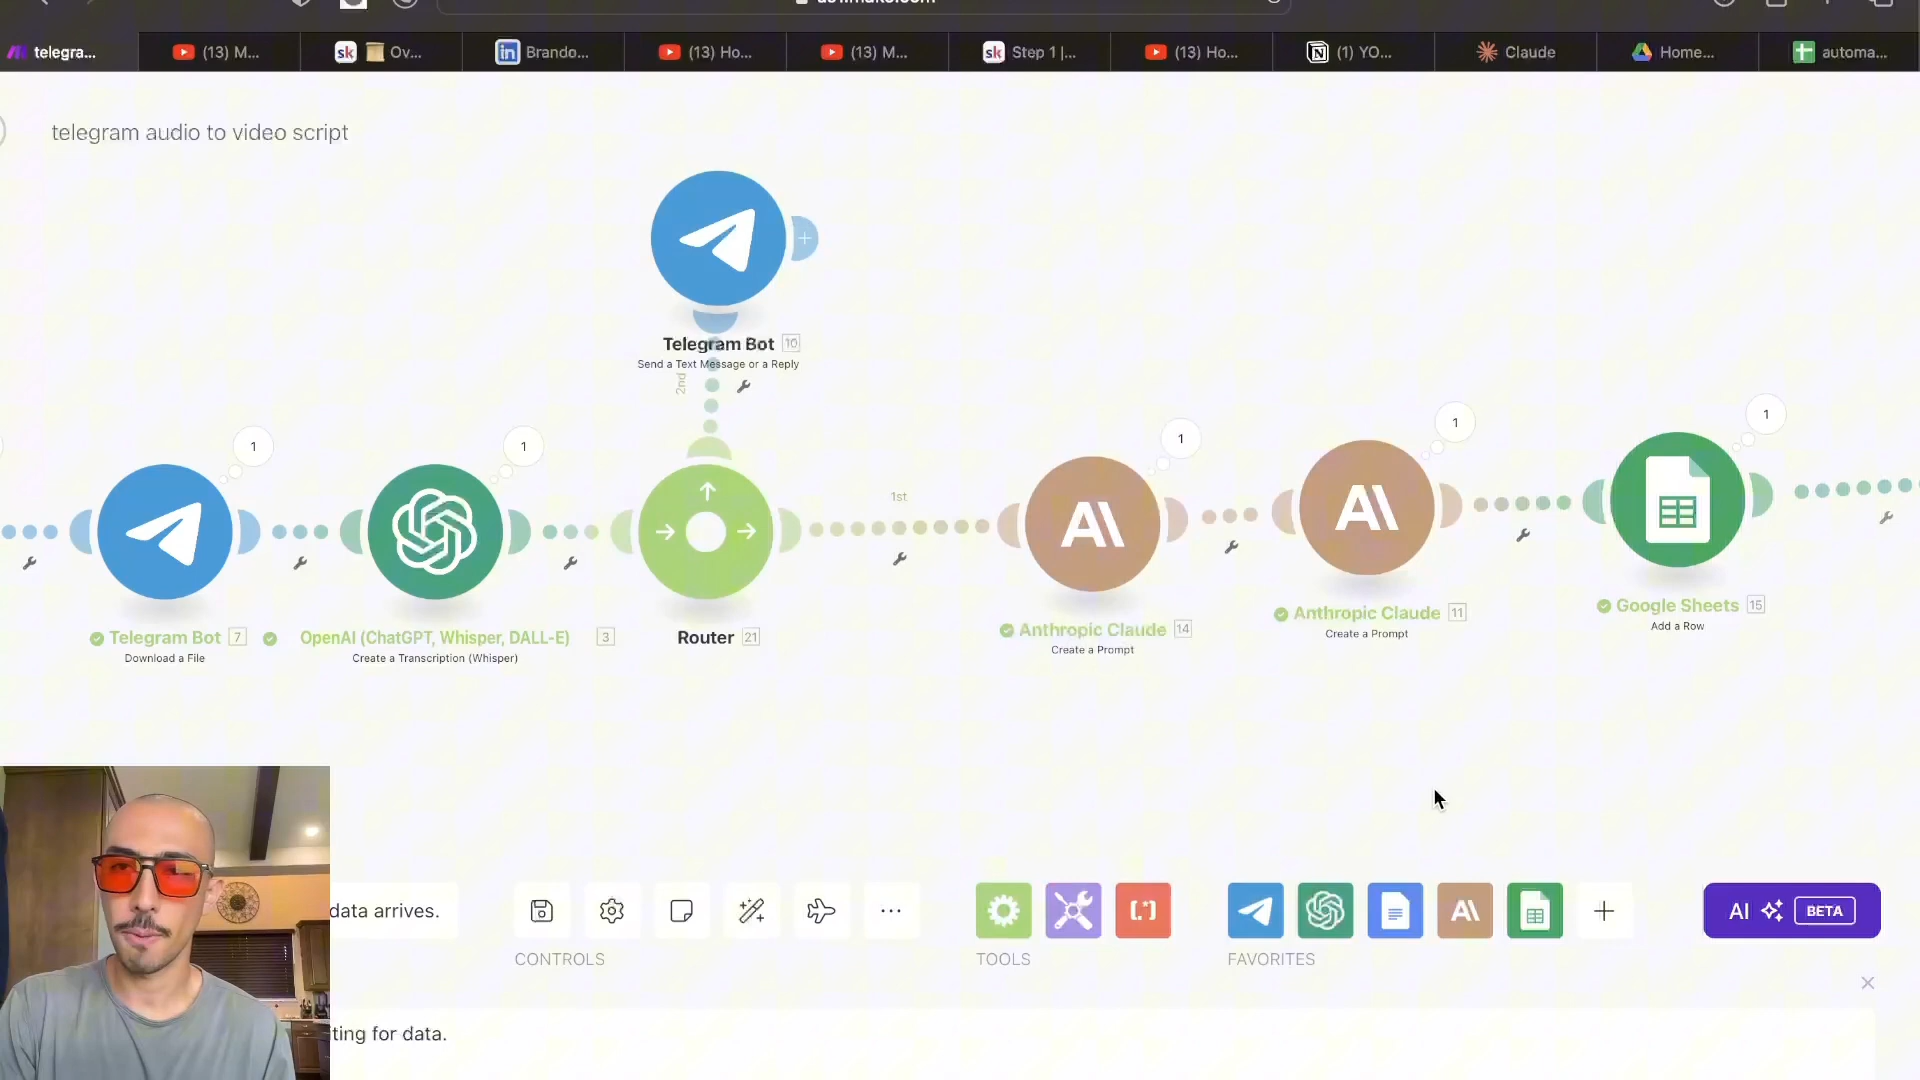 telegra...
(13) M...
sk Ov...
in Brando...
(13) Ho...
(13) M...
sk Step 1 |...
(13) Ho...
(1) YO...
Claude
Home...
automa...
telegram audio to video script
Telegram Bot 10
Send a Text Message or a Reply
2nd
1
1
1st
1
1
1
Telegram Bot 7
Download a File
OpenAI (ChatGPT, Whisper, DALL-E) 3
Create a Transcription (Whisper)
Router 21
Anthropic Claude 14
Create a Prompt
Anthropic Claude 11
Create a Prompt
Google Sheets 15
Add a Row
data arrives.
AI BETA
CONTROLS
TOOLS
FAVORITES
ting for data.